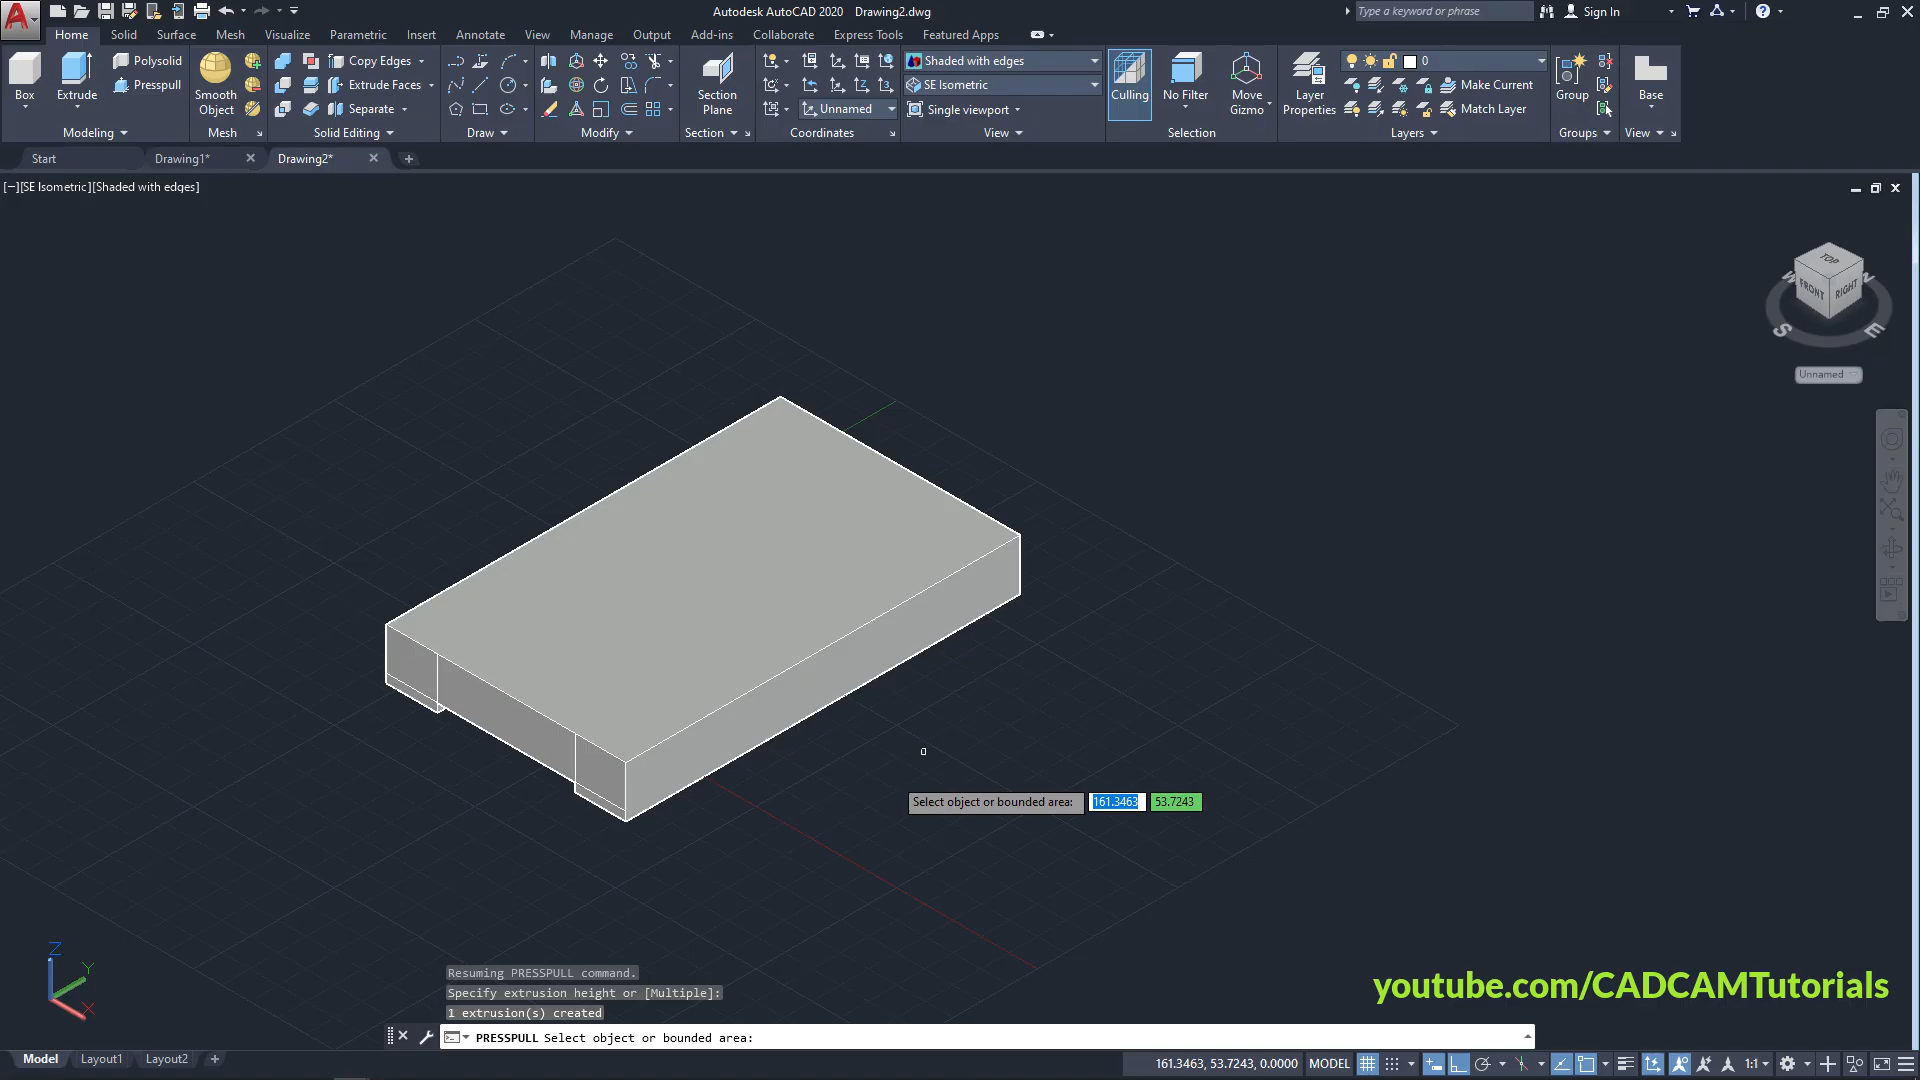 Autodesk AutoCAD 2020 Drawing2.dwg
Type a keyword or phrase
Sign In
Home Solid Surface Mesh Visualize Parametric Insert Annotate View Manage Output Add-ins Collaborate Express Tools Featured Apps
Box
Extrude
Polysolid
Presspull
Smooth Object
Copy Edges
Extrude Faces
Separate
Section Plane
Unnamed
Shaded with edges
SE Isometric
Single viewport
Culling
No Filter
Move Gizmo
Layer Properties
0
Make Current
Match Layer
Group
Base
Modeling Mesh Solid Editing Draw Modify Section Coordinates View Selection Layers Groups View
Start Drawing1* Drawing2*
[−][SE Isometric][Shaded with edges]
TOP
FRONT
RIGHT
W
N
S
E
Unnamed
Select object or bounded area: 161.3463 53.7243
Z
Y
X
Resuming PRESSPULL command.
Specify extrusion height or [Multiple]:
1 extrusion(s) created
youtube.com/CADCAMTutorials
PRESSPULL Select object or bounded area:
Model Layout1 Layout2
161.3463, 53.7243, 0.0000 MODEL 1:1